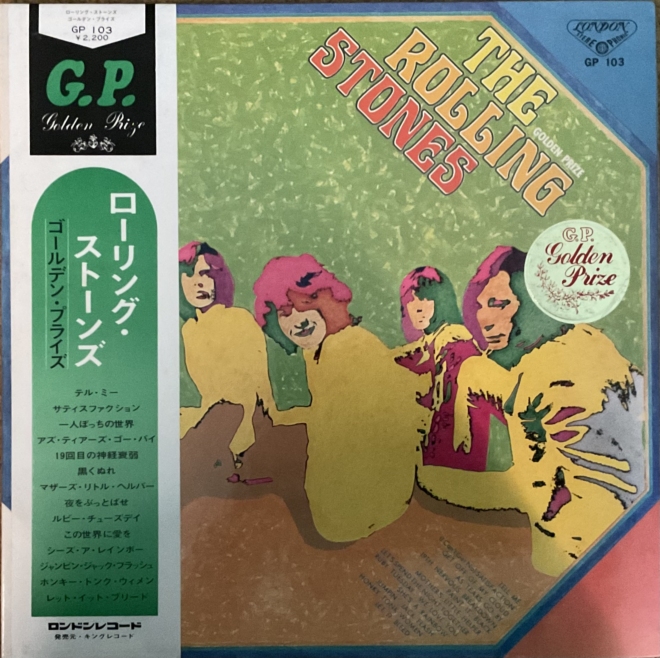 ローリング・ストーンズ
ゴールデン・プライズ
GP 103
¥2,200
G.P.
Golden Prize
ローリング・
ストーンズ
ゴールデン・プライズ
テル・ミー
サティスファクション
一人ぼっちの世界
アズ・ティアーズ・ゴー・バイ
19回目の神経衰弱
黒くぬれ
マザーズ・リトル・ヘルパー
夜をぶっとばせ
ルビー・チューズデイ
この世界に愛を
シーズ・ア・レインボー
ジャンピン・ジャック・フラッシュ
ホンキー・トンク・ウィメン
レット・イット・ブリード
ロンドンレコード
発売元・キングレコード
THE
ROLLING
STONES
GOLDEN PRIZE
LONDON
GP 103
G.P.
Golden
Prize